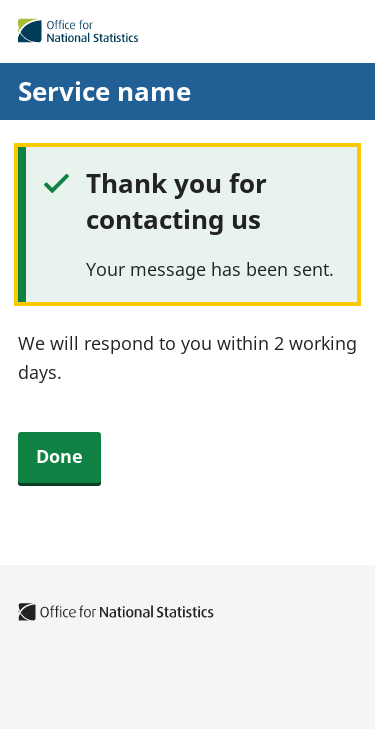 Office for
National Statistics
Service name
Thank you for
contacting us
Your message has been sent.
We will respond to you within 2 working
days.
Done
Office for National Statistics